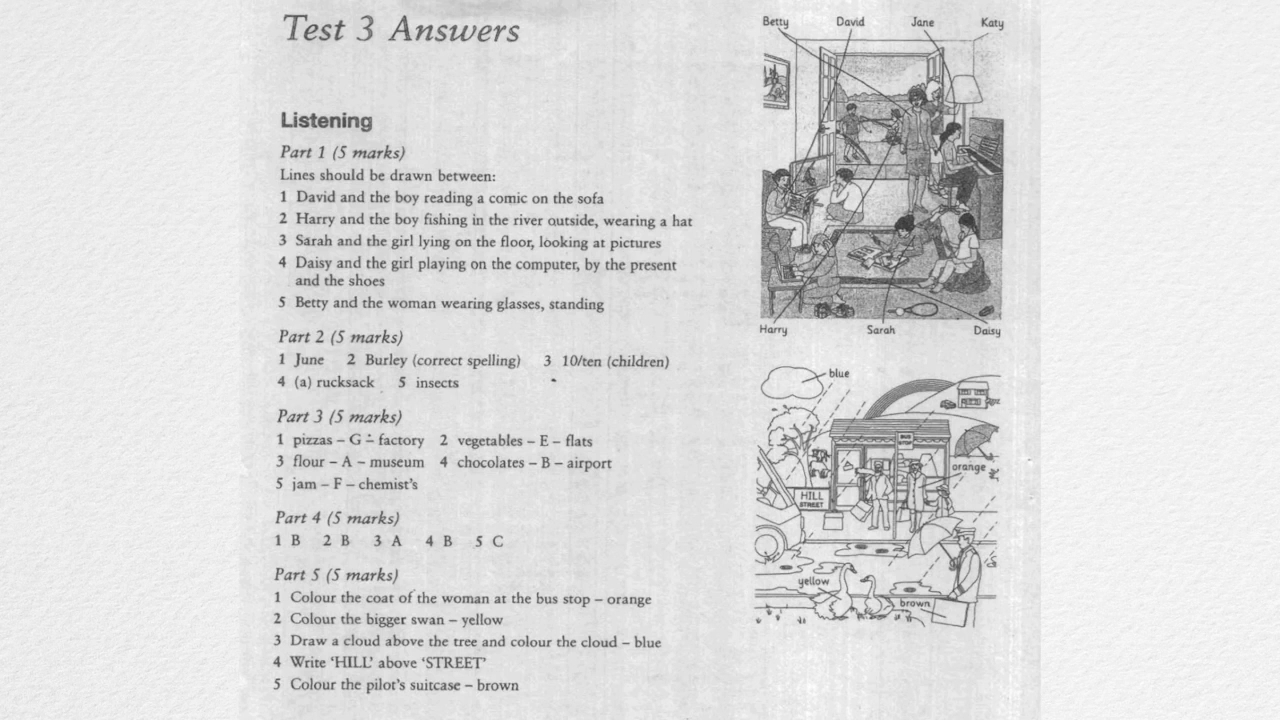 Test 3 Answers
Listening
Part 1 (5 marks)
Lines should be drawn between:
1 David and the boy reading a comic on the sofa
2 Harry and the boy fishing in the river outside, wearing a hat
3 Sarah and the girl lying on the floor, looking at pictures
4 Daisy and the girl playing on the computer, by the present
and the shoes
5 Betty and the woman wearing glasses, standing
Part 2 (5 marks)
1 June 2 Burley (correct spelling) 3 10/ten (children)
4 (a) rucksack 5 insects
Part 3 (5 marks)
1 pizzas – G – factory 2 vegetables – E – flats
3 flour – A – museum 4 chocolates – B – airport
5 jam – F – chemist's
Part 4 (5 marks)
1 B 2 B 3 A 4 B 5 C
Part 5 (5 marks)
1 Colour the coat of the woman at the bus stop – orange
2 Colour the bigger swan – yellow
3 Draw a cloud above the tree and colour the cloud – blue
4 Write 'HILL' above 'STREET'
5 Colour the pilot's suitcase – brown
Betty David Jane Katy
Harry Sarah Daisy
blue
BUS
STOP
orange
HILL
STREET
yellow
brown